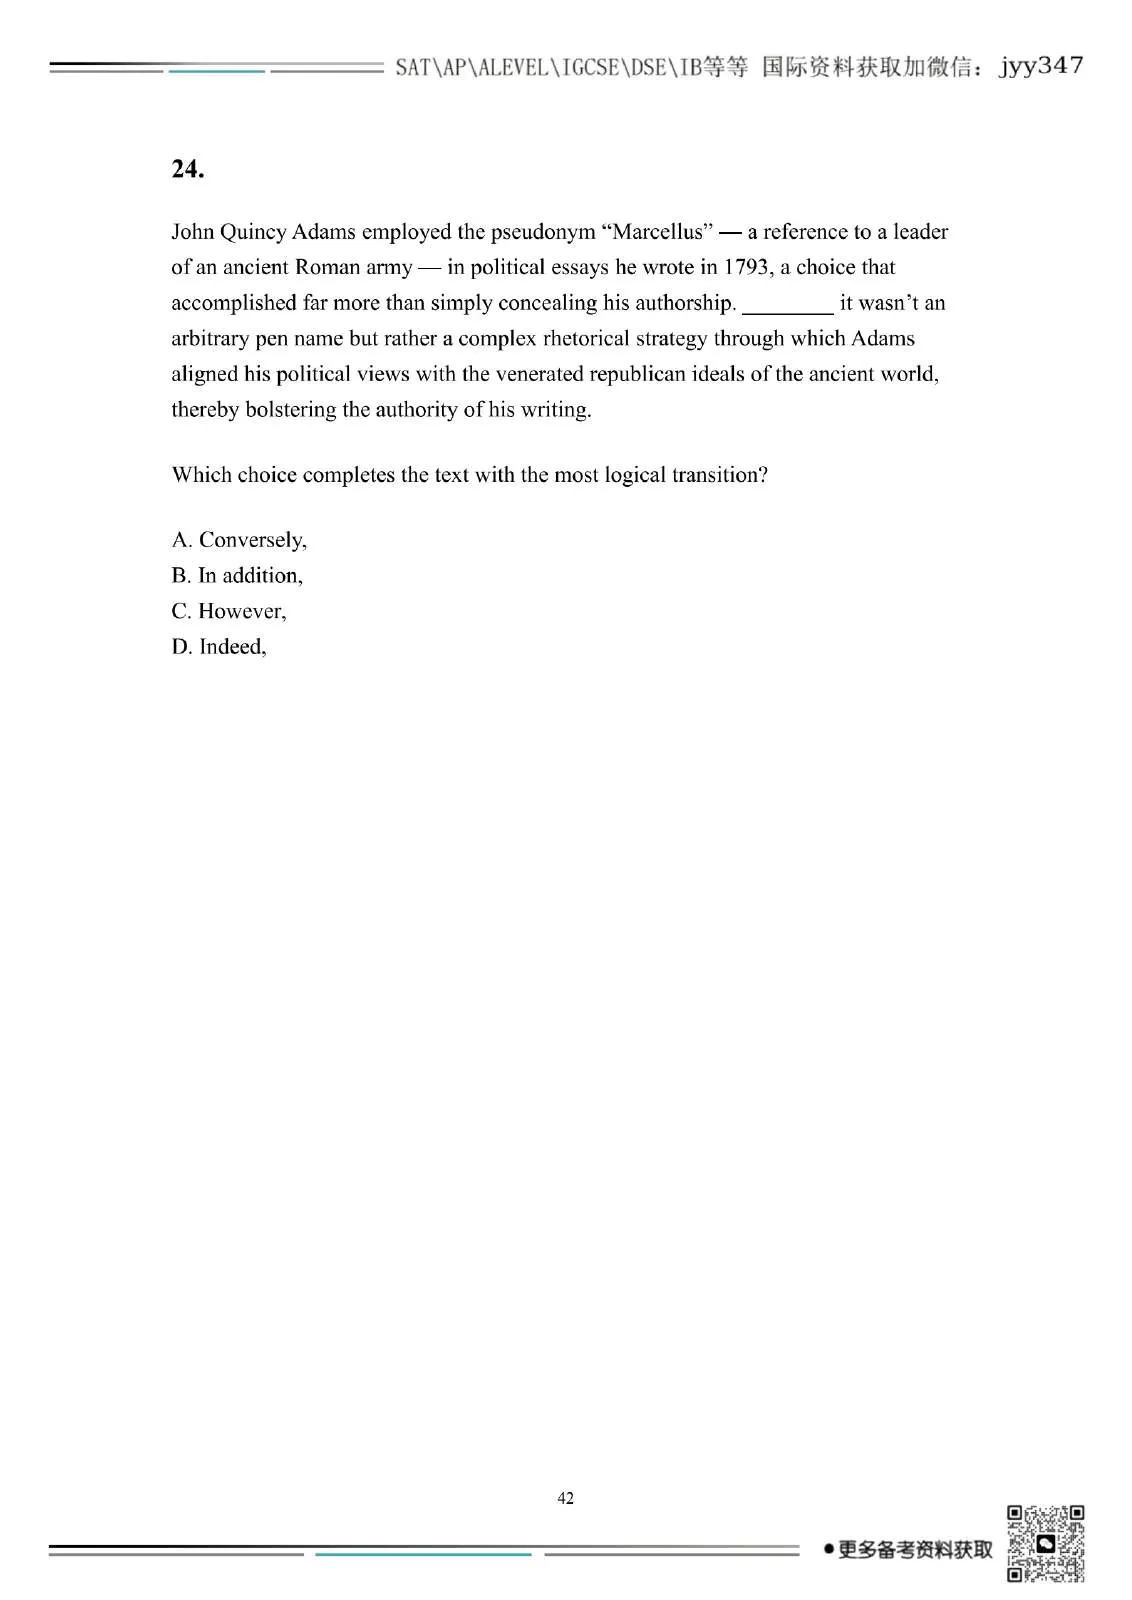 SAT\AP\ALEVEL\IGCSE\DSE\IB等等 国际资料获取加微信：jyy347
24.
John Quincy Adams employed the pseudonym “Marcellus” — a reference to a leader
of an ancient Roman army — in political essays he wrote in 1793, a choice that
accomplished far more than simply concealing his authorship. ________ it wasn’t an
arbitrary pen name but rather a complex rhetorical strategy through which Adams
aligned his political views with the venerated republican ideals of the ancient world,
thereby bolstering the authority of his writing.
Which choice completes the text with the most logical transition?
A. Conversely,
B. In addition,
C. However,
D. Indeed,
42
●更多备考资料获取